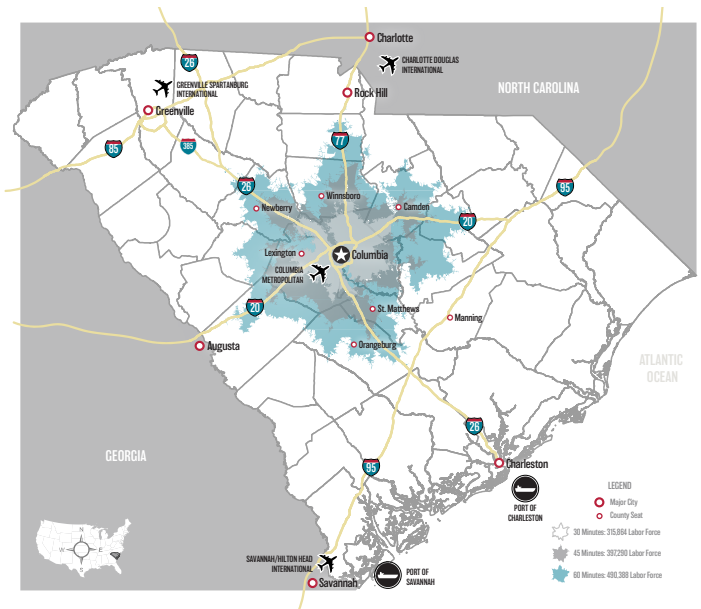 Charlotte
26
CHARLOTTE DOUGLAS
INTERNATIONAL
GREENVILLE SPARTANBURG
INTERNATIONAL
NORTH CAROLINA
Rock Hill
Greenville
77
85
385
26
95
Winnsboro
Newberry
Camden
20
Lexington
Columbia
COLUMBIA
METROPOLITAN
20
St. Matthews
Manning
Orangeburg
Augusta
ATLANTIC
OCEAN
26
GEORGIA
95
Charleston
LEGEND
Major City
County Seat
PORT OF
CHARLESTON
30 Minutes: 315,864 Labor Force
45 Minutes: 397,290 Labor Force
60 Minutes: 490,388 Labor Force
N
W
E
S
SAVANNAH/HILTON HEAD
INTERNATIONAL
PORT OF
SAVANNAH
Savannah